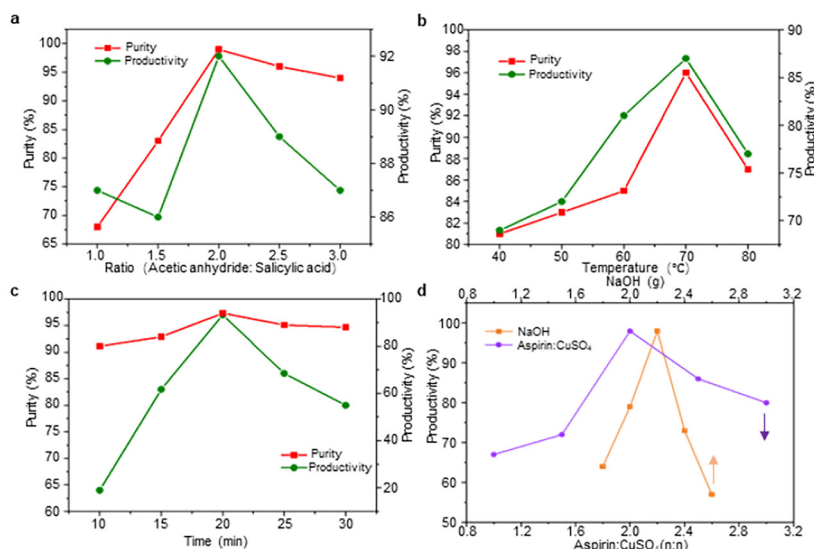 a
100
95
90
85
80
75
70
65
Purity (%)
Purity
Productivity
92
90
88
86
Productivity (%)
1.0 1.5 2.0 2.5 3.0
Ratio (Acetic anhydride: Salicylic acid)
b
100
98
96
94
92
90
88
86
84
82
80
Purity (%)
Purity
Productivity
90
85
80
75
70
Productivity (%)
40 50 60 70 80
Temperature (°C)
c
100
95
90
85
80
75
70
65
60
Purity (%)
Purity
Productivity
100
80
60
40
20
Productivity (%)
10 15 20 25 30
Time (min)
d
NaOH (g)
0.8 1.2 1.6 2.0 2.4 2.8 3.2
100
90
80
70
60
50
Productivity (%)
NaOH
Aspirin:CuSO₄
0.8 1.2 1.6 2.0 2.4 2.8 3.2
Aspirin:CuSO₄(n:n)